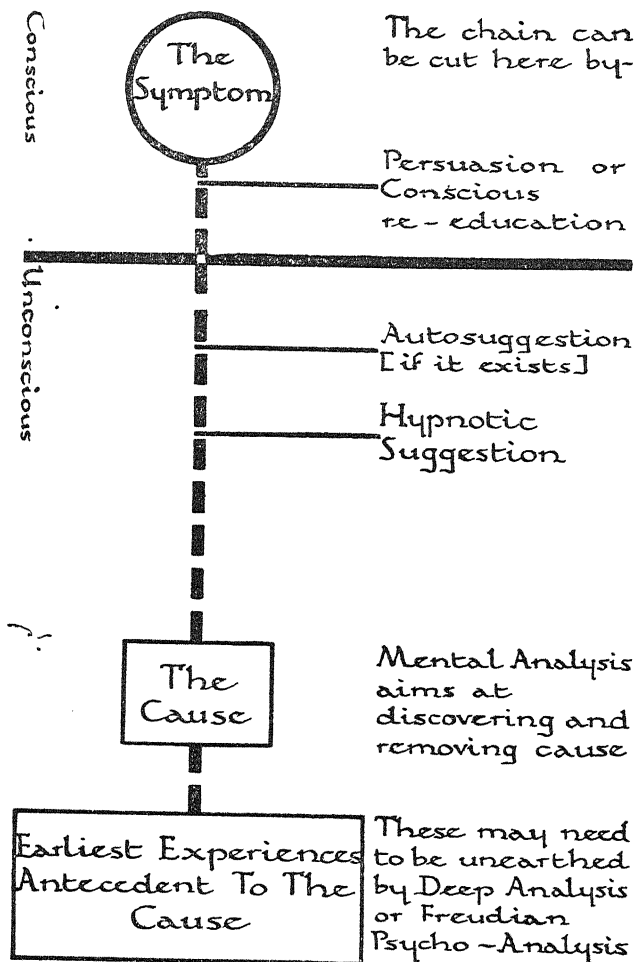 Conscious
The
Symptom
The chain can
be cut here by-
Persuasion or
Conscious
re-education
Unconscious
Autosuggestion
[if it exists]
Hypnotic
Suggestion
The
Cause
Mental Analysis
aims at
discovering and
removing cause
Earliest Experiences
Antecedent To The
Cause
These may need
to be unearthed
by Deep Analysis
or Freudian
Psycho-Analysis